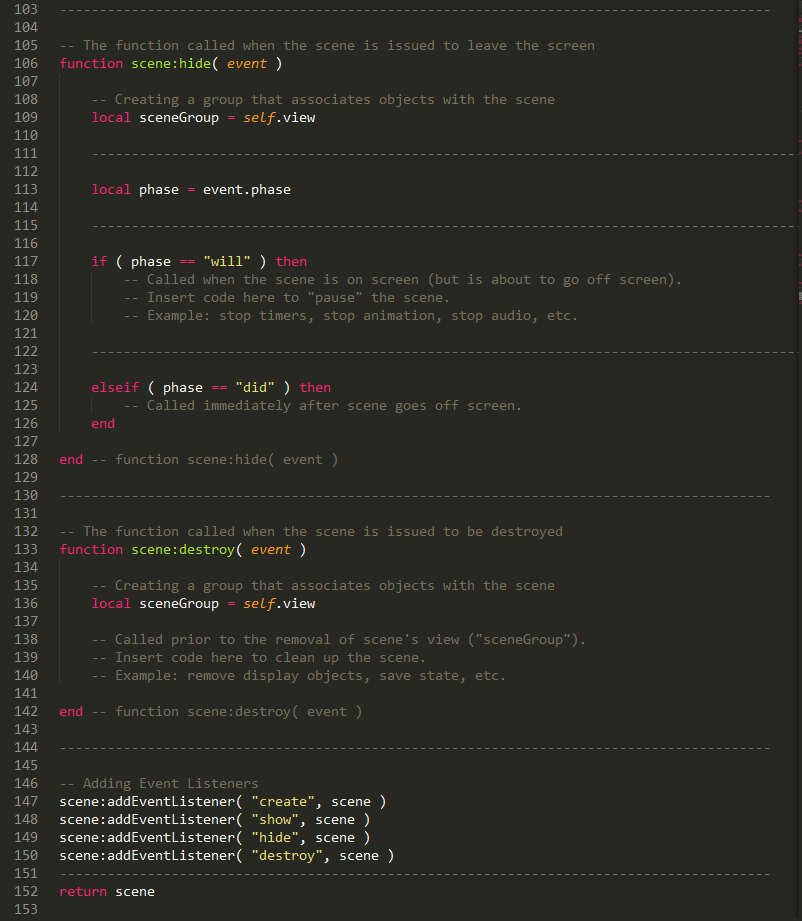 103 -----------------------------------------------------------------------------------------
104
105 -- The function called when the scene is issued to leave the screen
106 function scene:hide( event )
107
108 -- Creating a group that associates objects with the scene
109 local sceneGroup = self.view
110
111 -----------------------------------------------------------------------------------------
112
113 local phase = event.phase
114
115 -----------------------------------------------------------------------------------------
116
117 if ( phase == "will" ) then
118 -- Called when the scene is on screen (but is about to go off screen).
119 -- Insert code here to "pause" the scene.
120 -- Example: stop timers, stop animation, stop audio, etc.
121
122 -----------------------------------------------------------------------------------------
123
124 elseif ( phase == "did" ) then
125 -- Called immediately after scene goes off screen.
126 end
127
128 end -- function scene:hide( event )
129
130 -----------------------------------------------------------------------------------------
131
132 -- The function called when the scene is issued to be destroyed
133 function scene:destroy( event )
134
135 -- Creating a group that associates objects with the scene
136 local sceneGroup = self.view
137
138 -- Called prior to the removal of scene's view ("sceneGroup").
139 -- Insert code here to clean up the scene.
140 -- Example: remove display objects, save state, etc.
141
142 end -- function scene:destroy( event )
143
144 -----------------------------------------------------------------------------------------
145
146 -- Adding Event Listeners
147 scene:addEventListener( "create", scene )
148 scene:addEventListener( "show", scene )
149 scene:addEventListener( "hide", scene )
150 scene:addEventListener( "destroy", scene )
151 -----------------------------------------------------------------------------------------
152 return scene
153